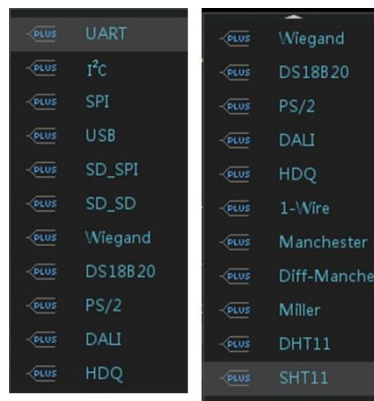 PLUS UART
PLUS I²C
PLUS SPI
PLUS USB
PLUS SD_SPI
PLUS SD_SD
PLUS Wiegand
PLUS DS18B20
PLUS PS/2
PLUS DALI
PLUS HDQ
PLUS Wiegand
PLUS DS18B20
PLUS PS/2
PLUS DALI
PLUS HDQ
PLUS 1-Wire
PLUS Manchester
PLUS Diff-Manche
PLUS Miller
PLUS DHT11
PLUS SHT11